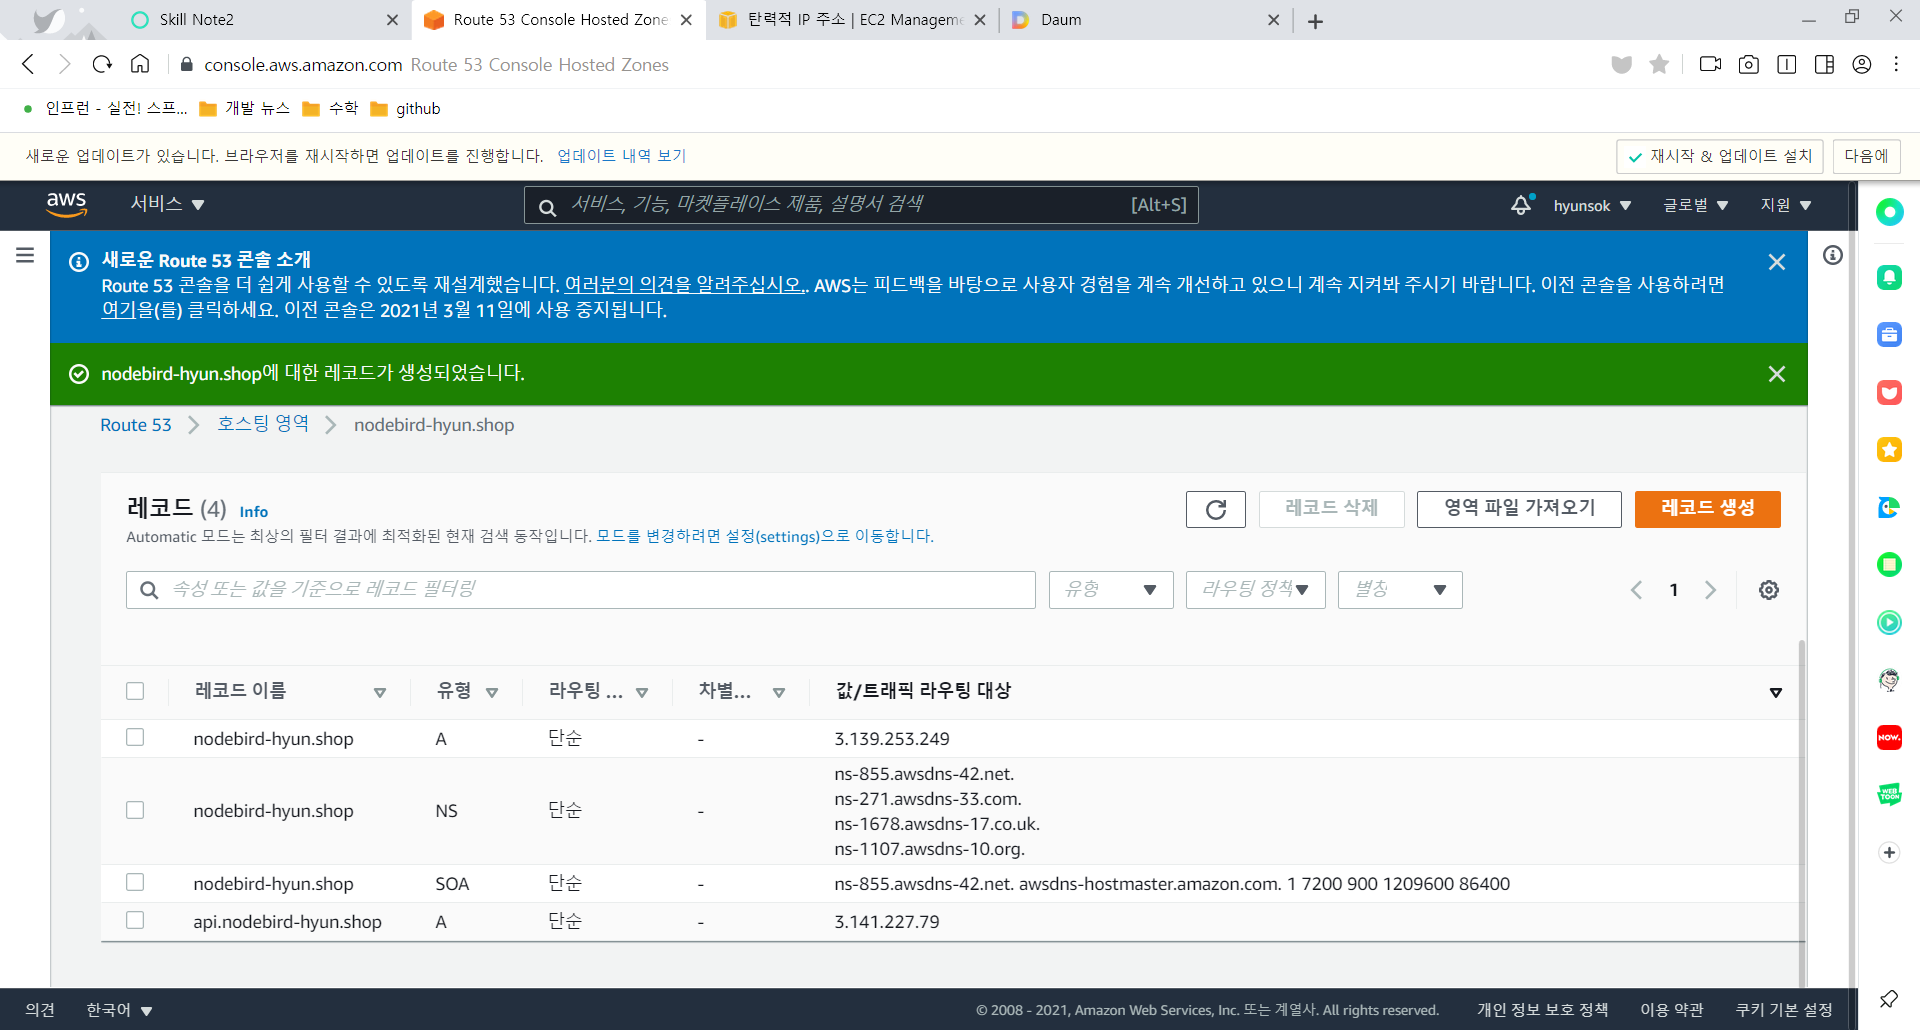 Skill Note2
Route 53 Console Hosted Zone
탄력적 IP 주소 | EC2 Manageme
Daum
console.aws.amazon.com Route 53 Console Hosted Zones
인프런 - 실전! 스프...
개발 뉴스
수학
github
새로운 업데이트가 있습니다. 브라우저를 재시작하면 업데이트를 진행합니다. 업데이트 내역 보기
재시작 & 업데이트 설치
다음에
aws
서비스
서비스, 기능, 마켓플레이스 제품, 설명서 검색
[Alt+S]
hyunsok
글로벌
지원
새로운 Route 53 콘솔 소개
Route 53 콘솔을 더 쉽게 사용할 수 있도록 재설계했습니다. 여러분의 의견을 알려주십시오.. AWS는 피드백을 바탕으로 사용자 경험을 계속 개선하고 있으니 계속 지켜봐 주시기 바랍니다. 이전 콘솔을 사용하려면
여기을(를) 클릭하세요. 이전 콘솔은 2021년 3월 11일에 사용 중지됩니다.
nodebird-hyun.shop에 대한 레코드가 생성되었습니다.
Route 53
호스팅 영역
nodebird-hyun.shop
레코드 (4) Info
레코드 삭제
영역 파일 가져오기
레코드 생성
Automatic 모드는 최상의 필터 결과에 최적화된 현재 검색 동작입니다. 모드를 변경하려면 설정(settings)으로 이동합니다.
속성 또는 값을 기준으로 레코드 필터링
유형
라우팅 정책
별칭
1
레코드 이름
유형
라우팅 ...
차별...
값/트래픽 라우팅 대상
nodebird-hyun.shop A 단순 - 3.139.253.249
ns-855.awsdns-42.net.
ns-271.awsdns-33.com.
nodebird-hyun.shop NS 단순 -
ns-1678.awsdns-17.co.uk.
ns-1107.awsdns-10.org.
nodebird-hyun.shop SOA 단순 - ns-855.awsdns-42.net. awsdns-hostmaster.amazon.com. 1 7200 900 1209600 86400
api.nodebird-hyun.shop A 단순 - 3.141.227.79
NOW.
WEB
TOON
의견
한국어
© 2008 - 2021, Amazon Web Services, Inc. 또는 계열사. All rights reserved.
개인 정보 보호 정책
이용 약관
쿠키 기본 설정